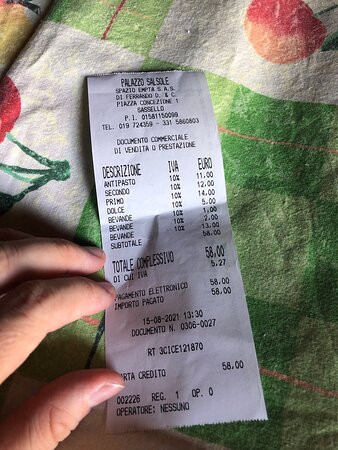 PALAZZO SALSOLE
SPAZIO EMPTA S.A.S.
DI FERRANDO D. & C.
PIAZZA CONCEZIONE 1
SASSELLO
P. I. 01581150099
TEL. 019 724359 - 331 5860803
DOCUMENTO COMMERCIALE
DI VENDITA O PRESTAZIONE
DESCRIZIONE IVA EURO
ANTIPASTO 10% 11,00
SECONDO 10% 12,00
PRIMO 10% 14,00
DOLCE 10% 5,00
BEVANDE 10% 1,00
BEVANDE 10% 2,00
BEVANDE 10% 13,00
SUBTOTALE 58,00
TOTALE COMPLESSIVO 58,00
DI CUI IVA 5,27
PAGAMENTO ELETTRONICO 58,00
IMPORTO PAGATO 58,00
15-08-2021 13:30
DOCUMENTO N. 0306-0027
RT 3CICE121870
CARTA CREDITO 58,00
002226 REG. 1 OP. 0
OPERATORE: NESSUNO